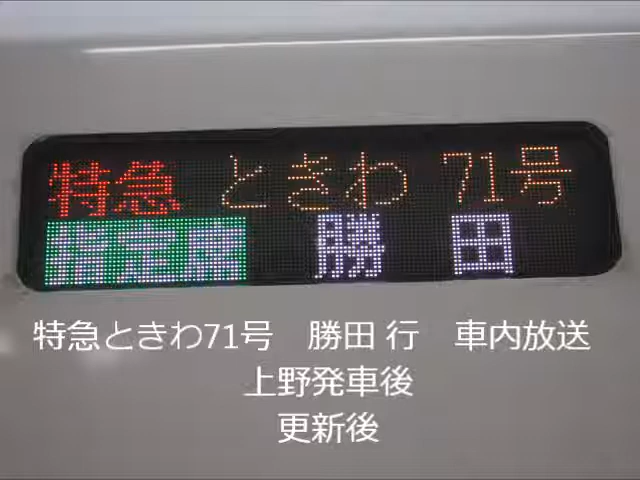 特急 ときわ 71号
指定席 勝 田
特急ときわ71号 勝田 行 車内放送
上野発車後
更新後